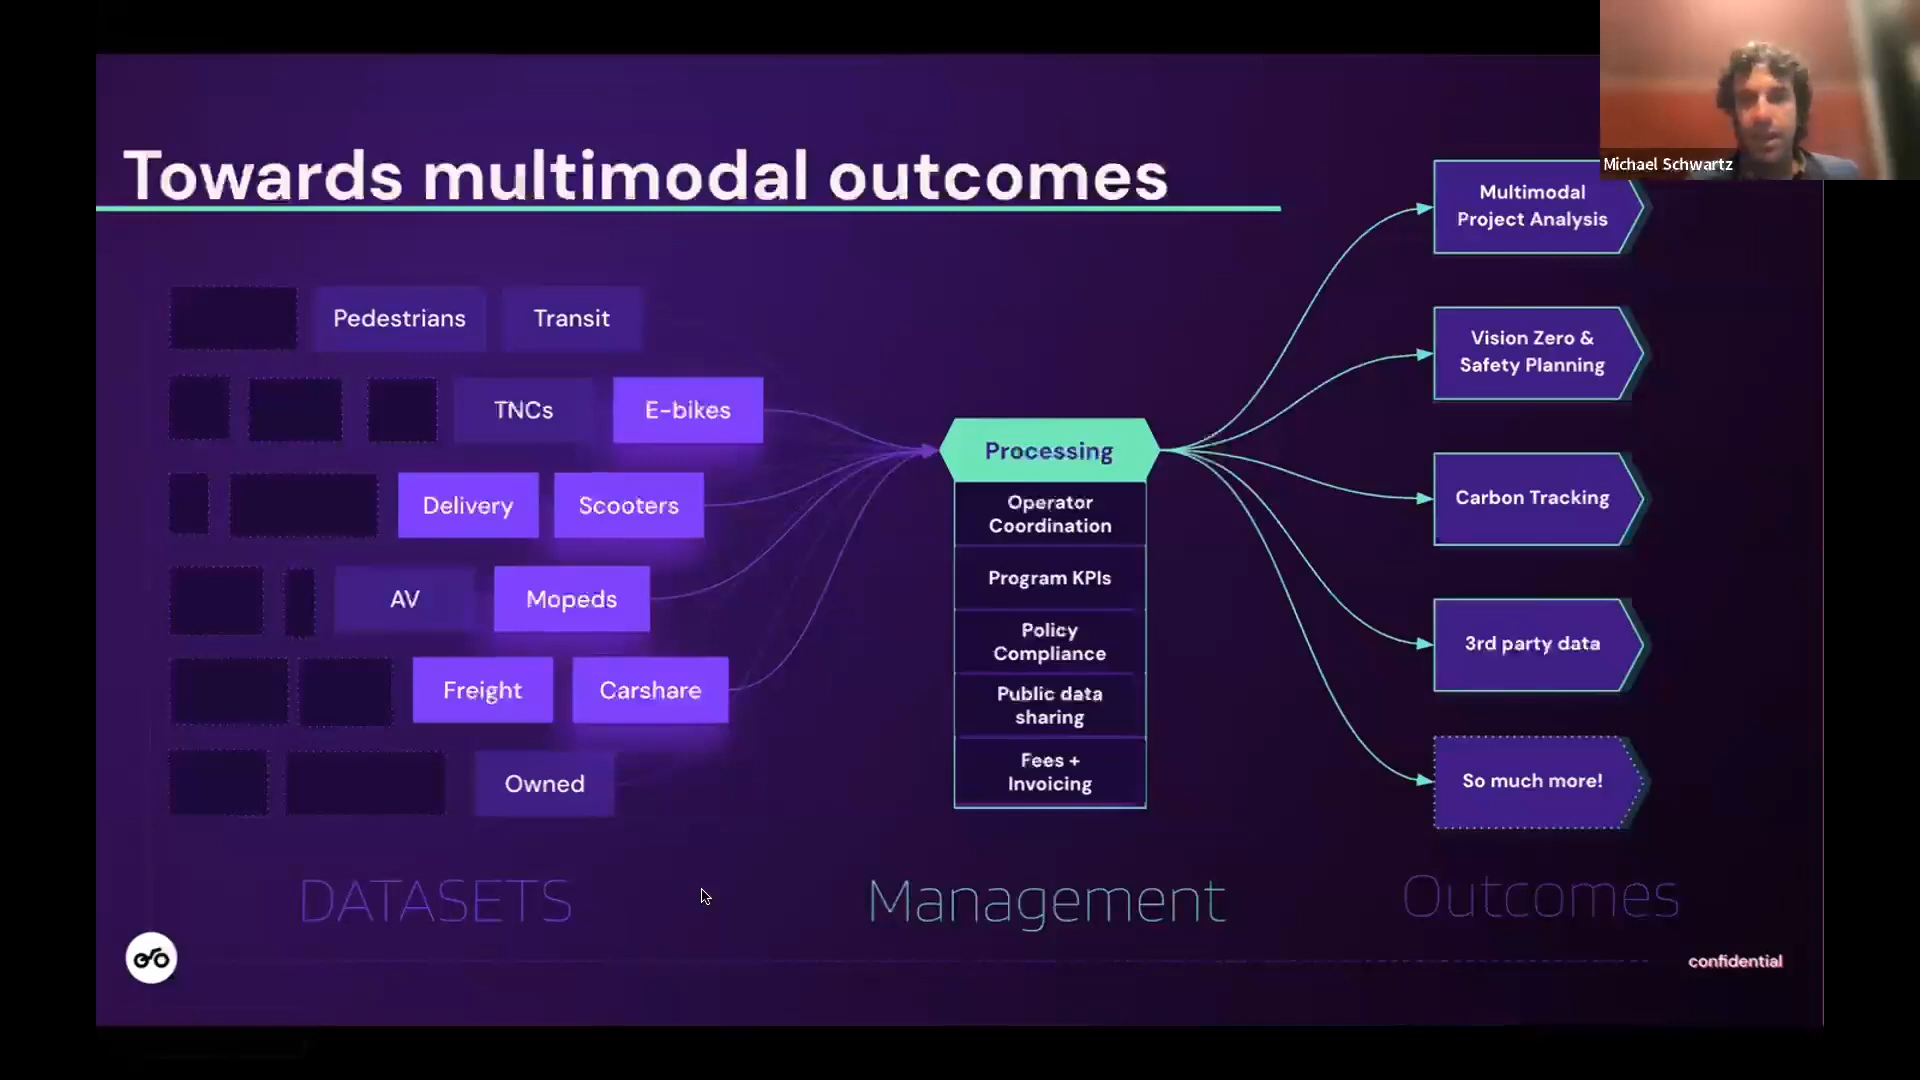 Towards multimodal outcomes
Michael Schwartz
Pedestrians
Transit
TNCs
E-bikes
Delivery
Scooters
AV
Mopeds
Freight
Carshare
Owned
DATASETS
Processing
Operator
Coordination
Program KPIs
Policy
Compliance
Public data
sharing
Fees +
Invoicing
Management
Multimodal
Project Analysis
Vision Zero &
Safety Planning
Carbon Tracking
3rd party data
So much more!
Outcomes
confidential